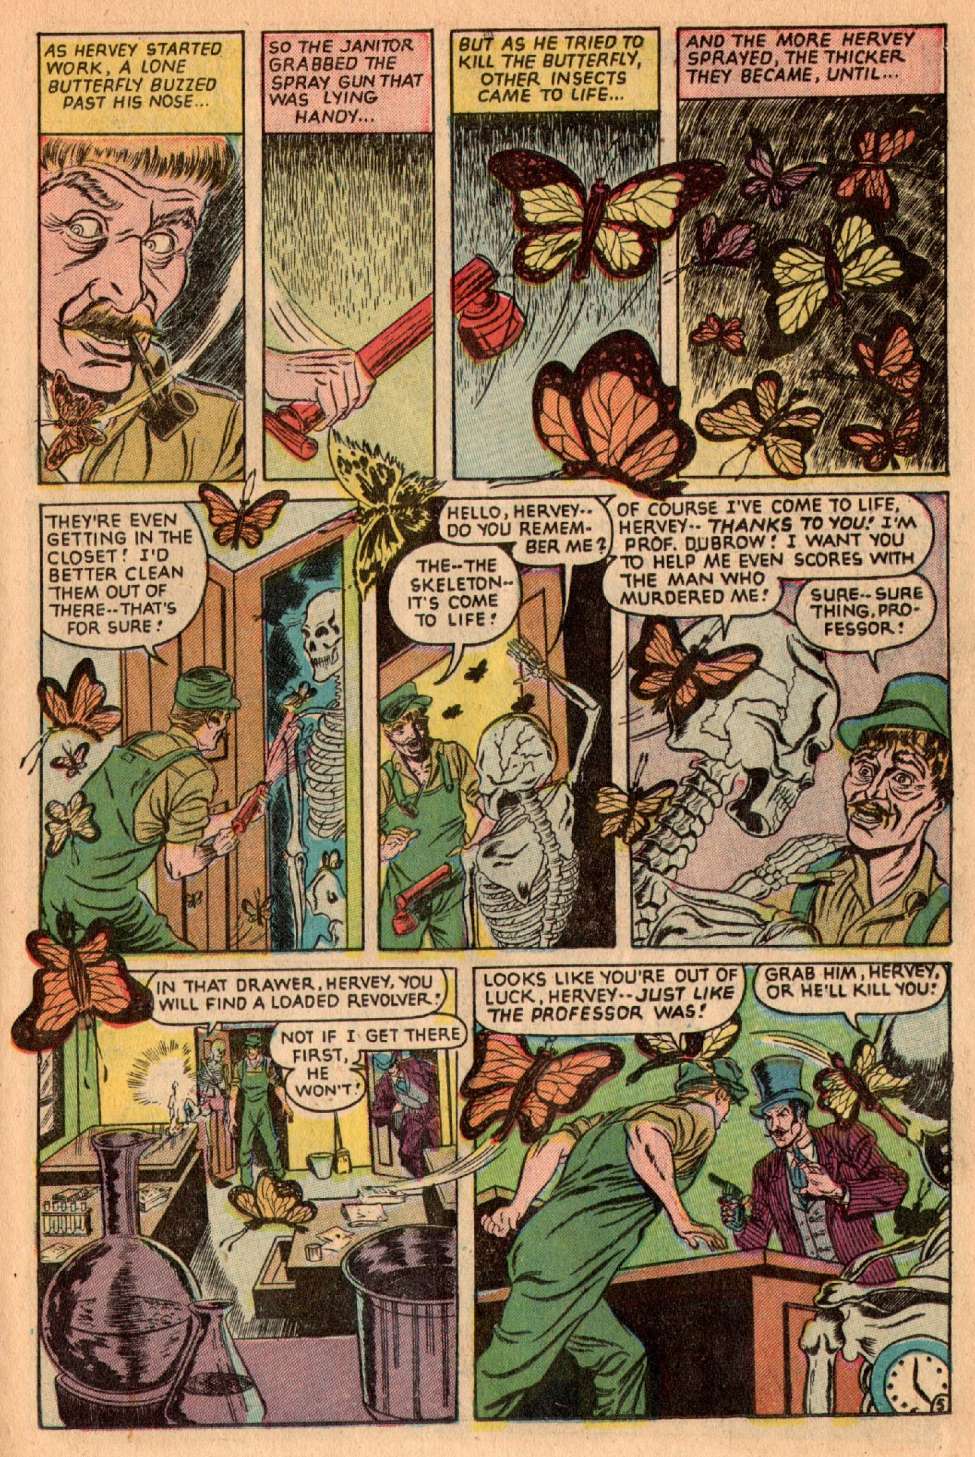 AS HERVEY STARTED
WORK, A LONE
BUTTERFLY BUZZED
PAST HIS NOSE...
SO THE JANITOR
GRABBED THE
SPRAY GUN THAT
WAS LYING
HANDY...
BUT AS HE TRIED TO
KILL THE BUTTERFLY,
OTHER INSECTS
CAME TO LIFE...
AND THE MORE HERVEY
SPRAYED, THE THICKER
THEY BECAME, UNTIL...
THEY'RE EVEN
GETTING IN THE
CLOSET! I'D
BETTER CLEAN
THEM OUT OF
THERE--THAT'S
FOR SURE!
HELLO, HERVEY--
DO YOU REMEM-
BER ME?
THE--THE
SKELETON--
IT'S COME
TO LIFE!
OF COURSE I'VE COME TO LIFE,
HERVEY--THANKS TO YOU! I'M
PROF. DUBROW! I WANT YOU
TO HELP ME EVEN SCORES WITH
THE MAN WHO
MURDERED ME!
SURE--SURE
THING, PRO-
FESSOR!
IN THAT DRAWER, HERVEY, YOU
WILL FIND A LOADED REVOLVER!
NOT IF I GET THERE
FIRST,
HE
WON'T!
LOOKS LIKE YOU'RE OUT OF
LUCK, HERVEY--JUST LIKE
THE PROFESSOR WAS!
GRAB HIM, HERVEY,
OR HE'LL KILL YOU!
5